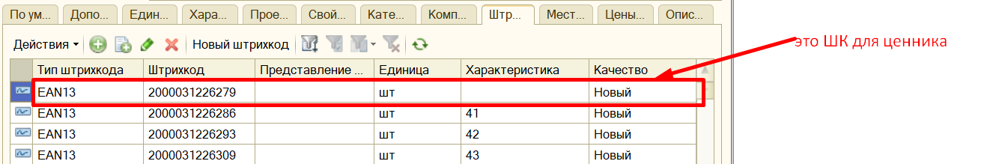 По ум... Допо... Един... Хара... Прое... Свой... Кате... Комп... Штр... Мест... Цены... Опис...
Действия Новый штрихкод
это ШК для ценника
Тип штрихкода Штрихкод Представление ... Единица Характеристика Качество
EAN13 2000031226279 шт Новый
EAN13 2000031226286 шт 41 Новый
EAN13 2000031226293 шт 42 Новый
EAN13 2000031226309 шт 43 Новый